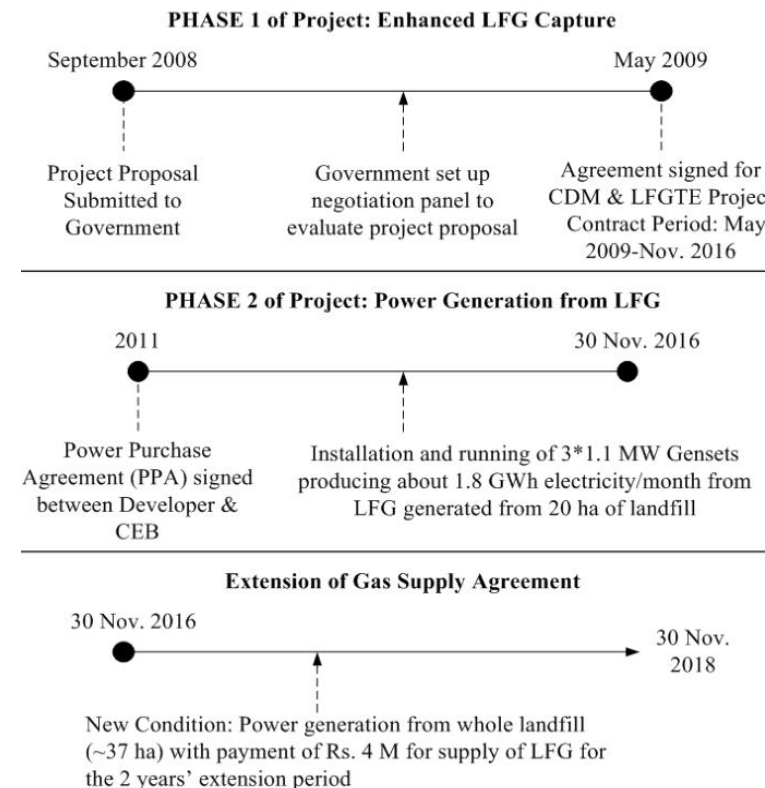 PHASE 1 of Project: Enhanced LFG Capture
September 2008
May 2009
Project Proposal
Submitted to
Government
Government set up
negotiation panel to
evaluate project proposal
Agreement signed for
CDM & LFGTE Projec
Contract Period: May
2009-Nov. 2016
PHASE 2 of Project: Power Generation from LFG
2011
30 Nov. 2016
Power Purchase
Agreement (PPA) signed
between Developer &
CEB
Installation and running of 3*1.1 MW Gensets
producing about 1.8 GWh electricity/month from
LFG generated from 20 ha of landfill
Extension of Gas Supply Agreement
30 Nov. 2016
30 Nov.
2018
New Condition: Power generation from whole landfill
(~37 ha) with payment of Rs. 4 M for supply of LFG for
the 2 years’ extension period